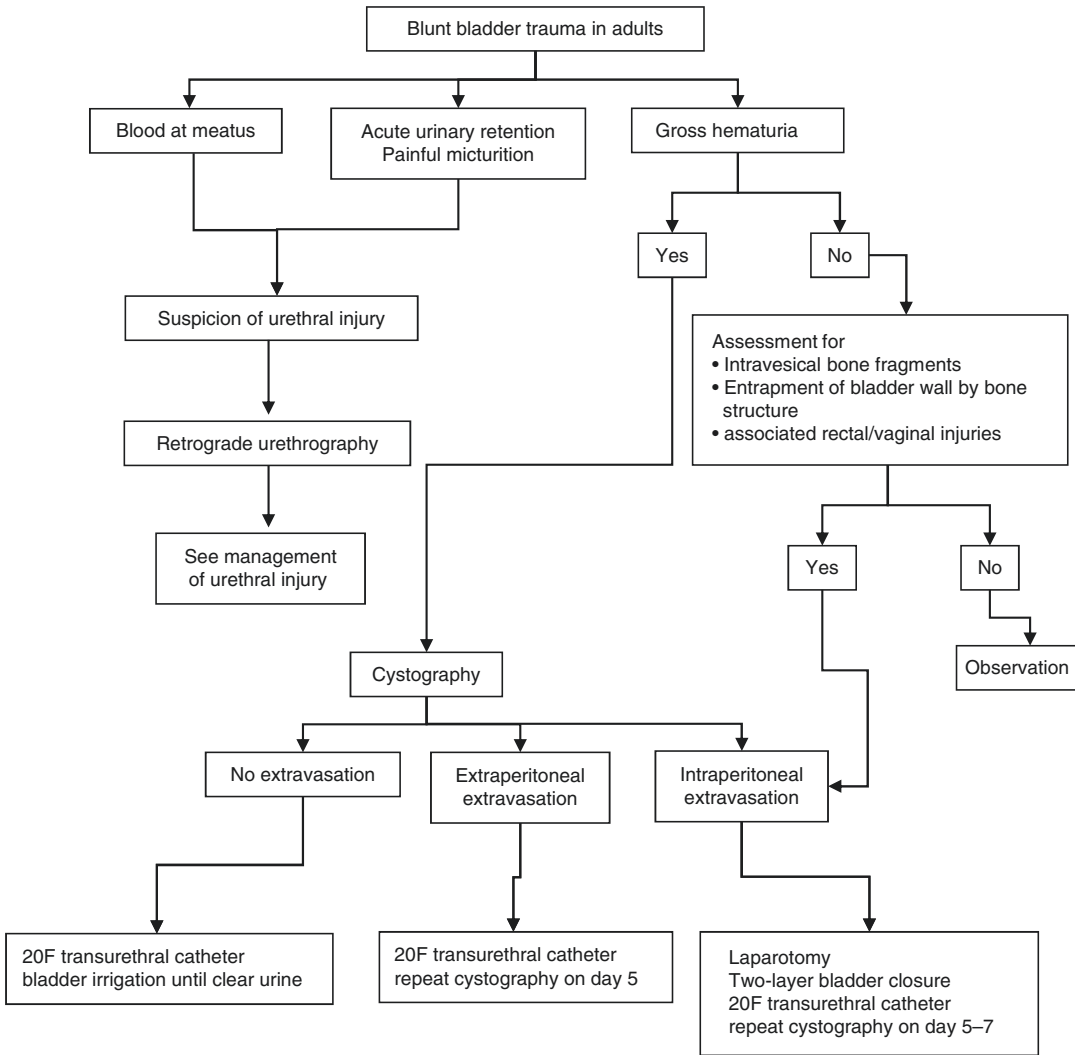 Blunt bladder trauma in adults
Blood at meatus
Acute urinary retention
Painful micturition
Gross hematuria
Yes
No
Suspicion of urethral injury
Assessment for
• Intravesical bone fragments
• Entrapment of bladder wall by bone
structure
• associated rectal/vaginal injuries
Retrograde urethrography
See management
of urethral injury
Yes
No
Cystography
Observation
No extravasation
Extraperitoneal
extravasation
Intraperitoneal
extravasation
20F transurethral catheter
bladder irrigation until clear urine
20F transurethral catheter
repeat cystography on day 5
Laparotomy
Two-layer bladder closure
20F transurethral catheter
repeat cystography on day 5–7